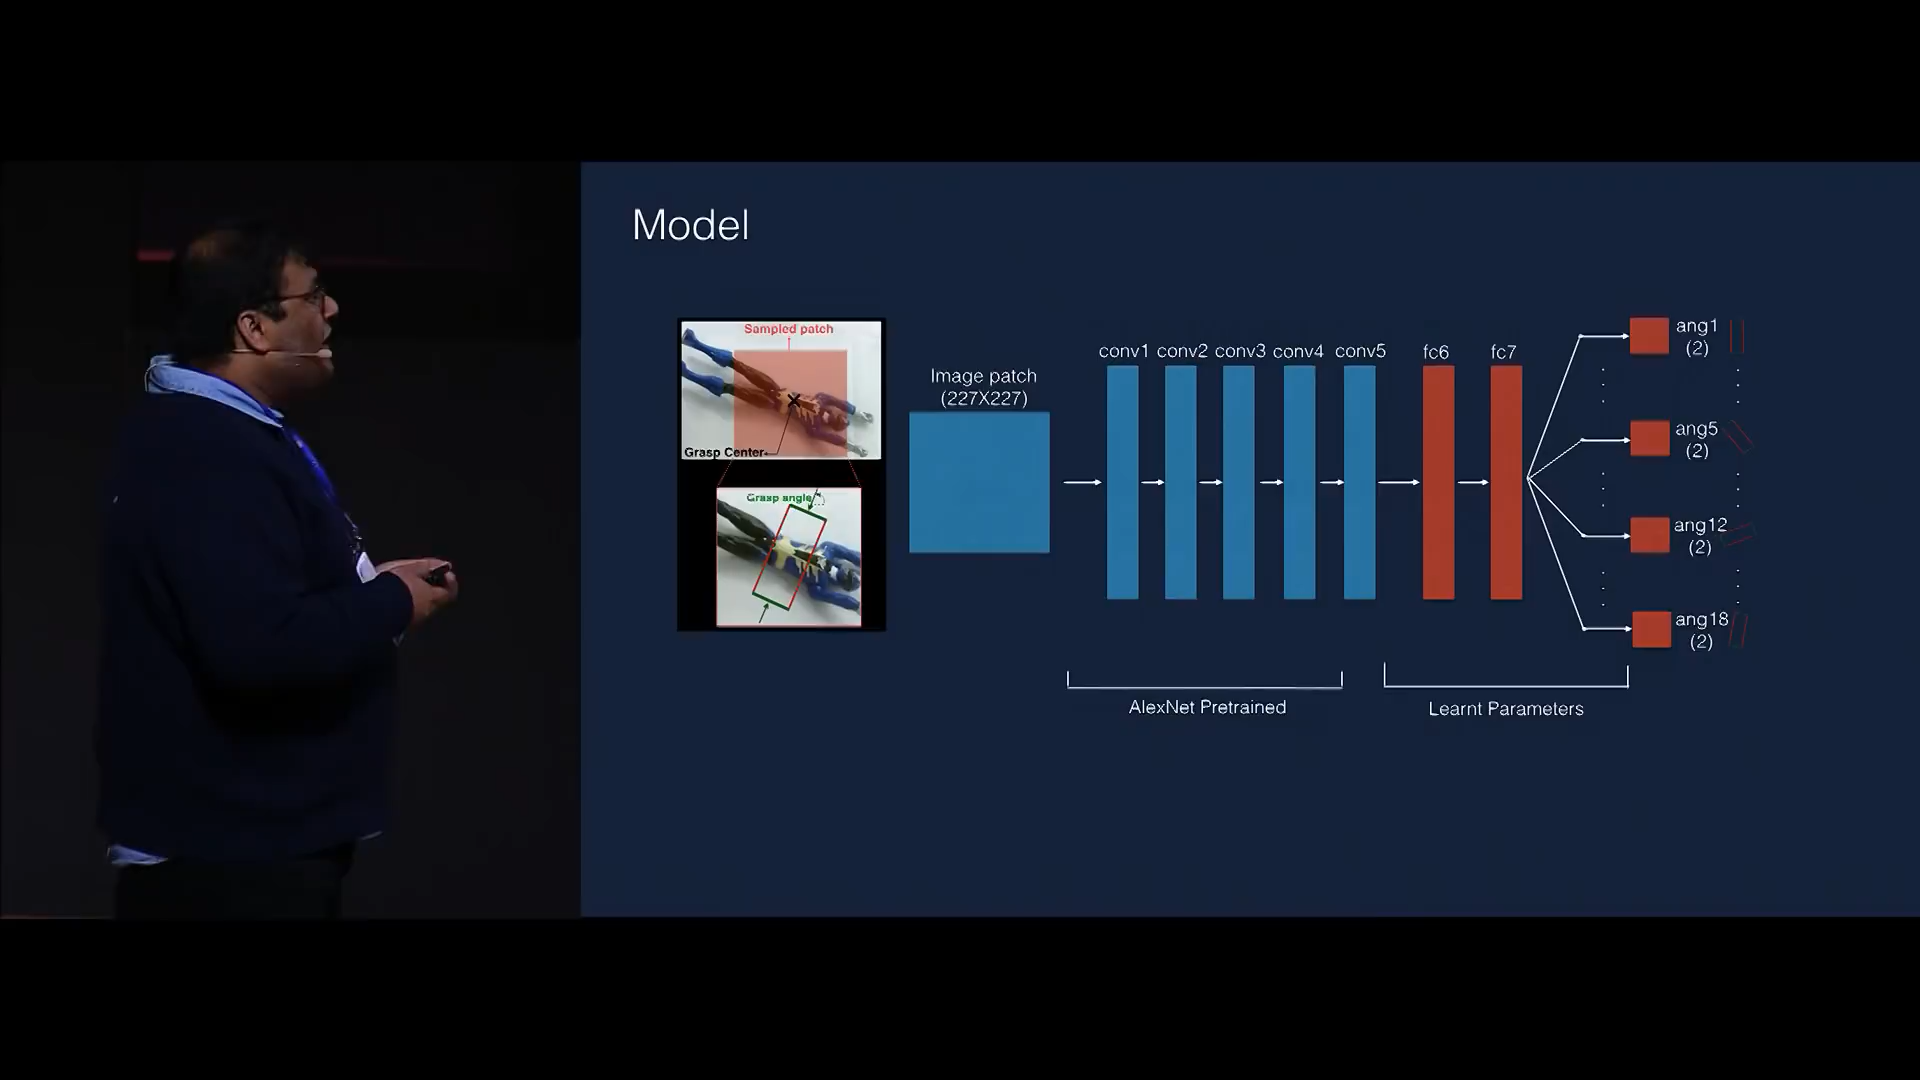 Model
Sampled patch
Grasp Center
Grasp angle
Image patch
(227X227)
conv1 conv2 conv3 conv4 conv5 fc6 fc7
ang1
(2)
ang5
(2)
ang12
(2)
ang18
(2)
AlexNet Pretrained
Learnt Parameters